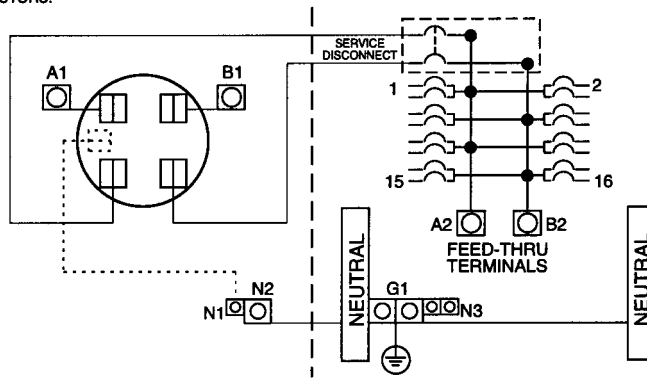 SERVICE
DISCONNECT
A1
B1
1
2
15
16
A2
B2
FEED-THRU
TERMINALS
NEUTRAL
NEUTRAL
N1
N2
G1
N3